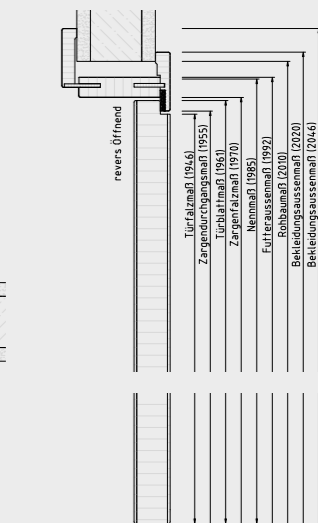 revers Öffnend
Türfalzmaß (1946)
Zargendurchgangsmaß (1955)
Türblattmaß (1961)
Zargenfalzmaß (1970)
Nennmaß (1985)
Futteraussenmaß (1992)
Rohbaumaß (2010)
Bekleidungsaussenmaß (2020)
Bekleidungsaussenmaß (2046)